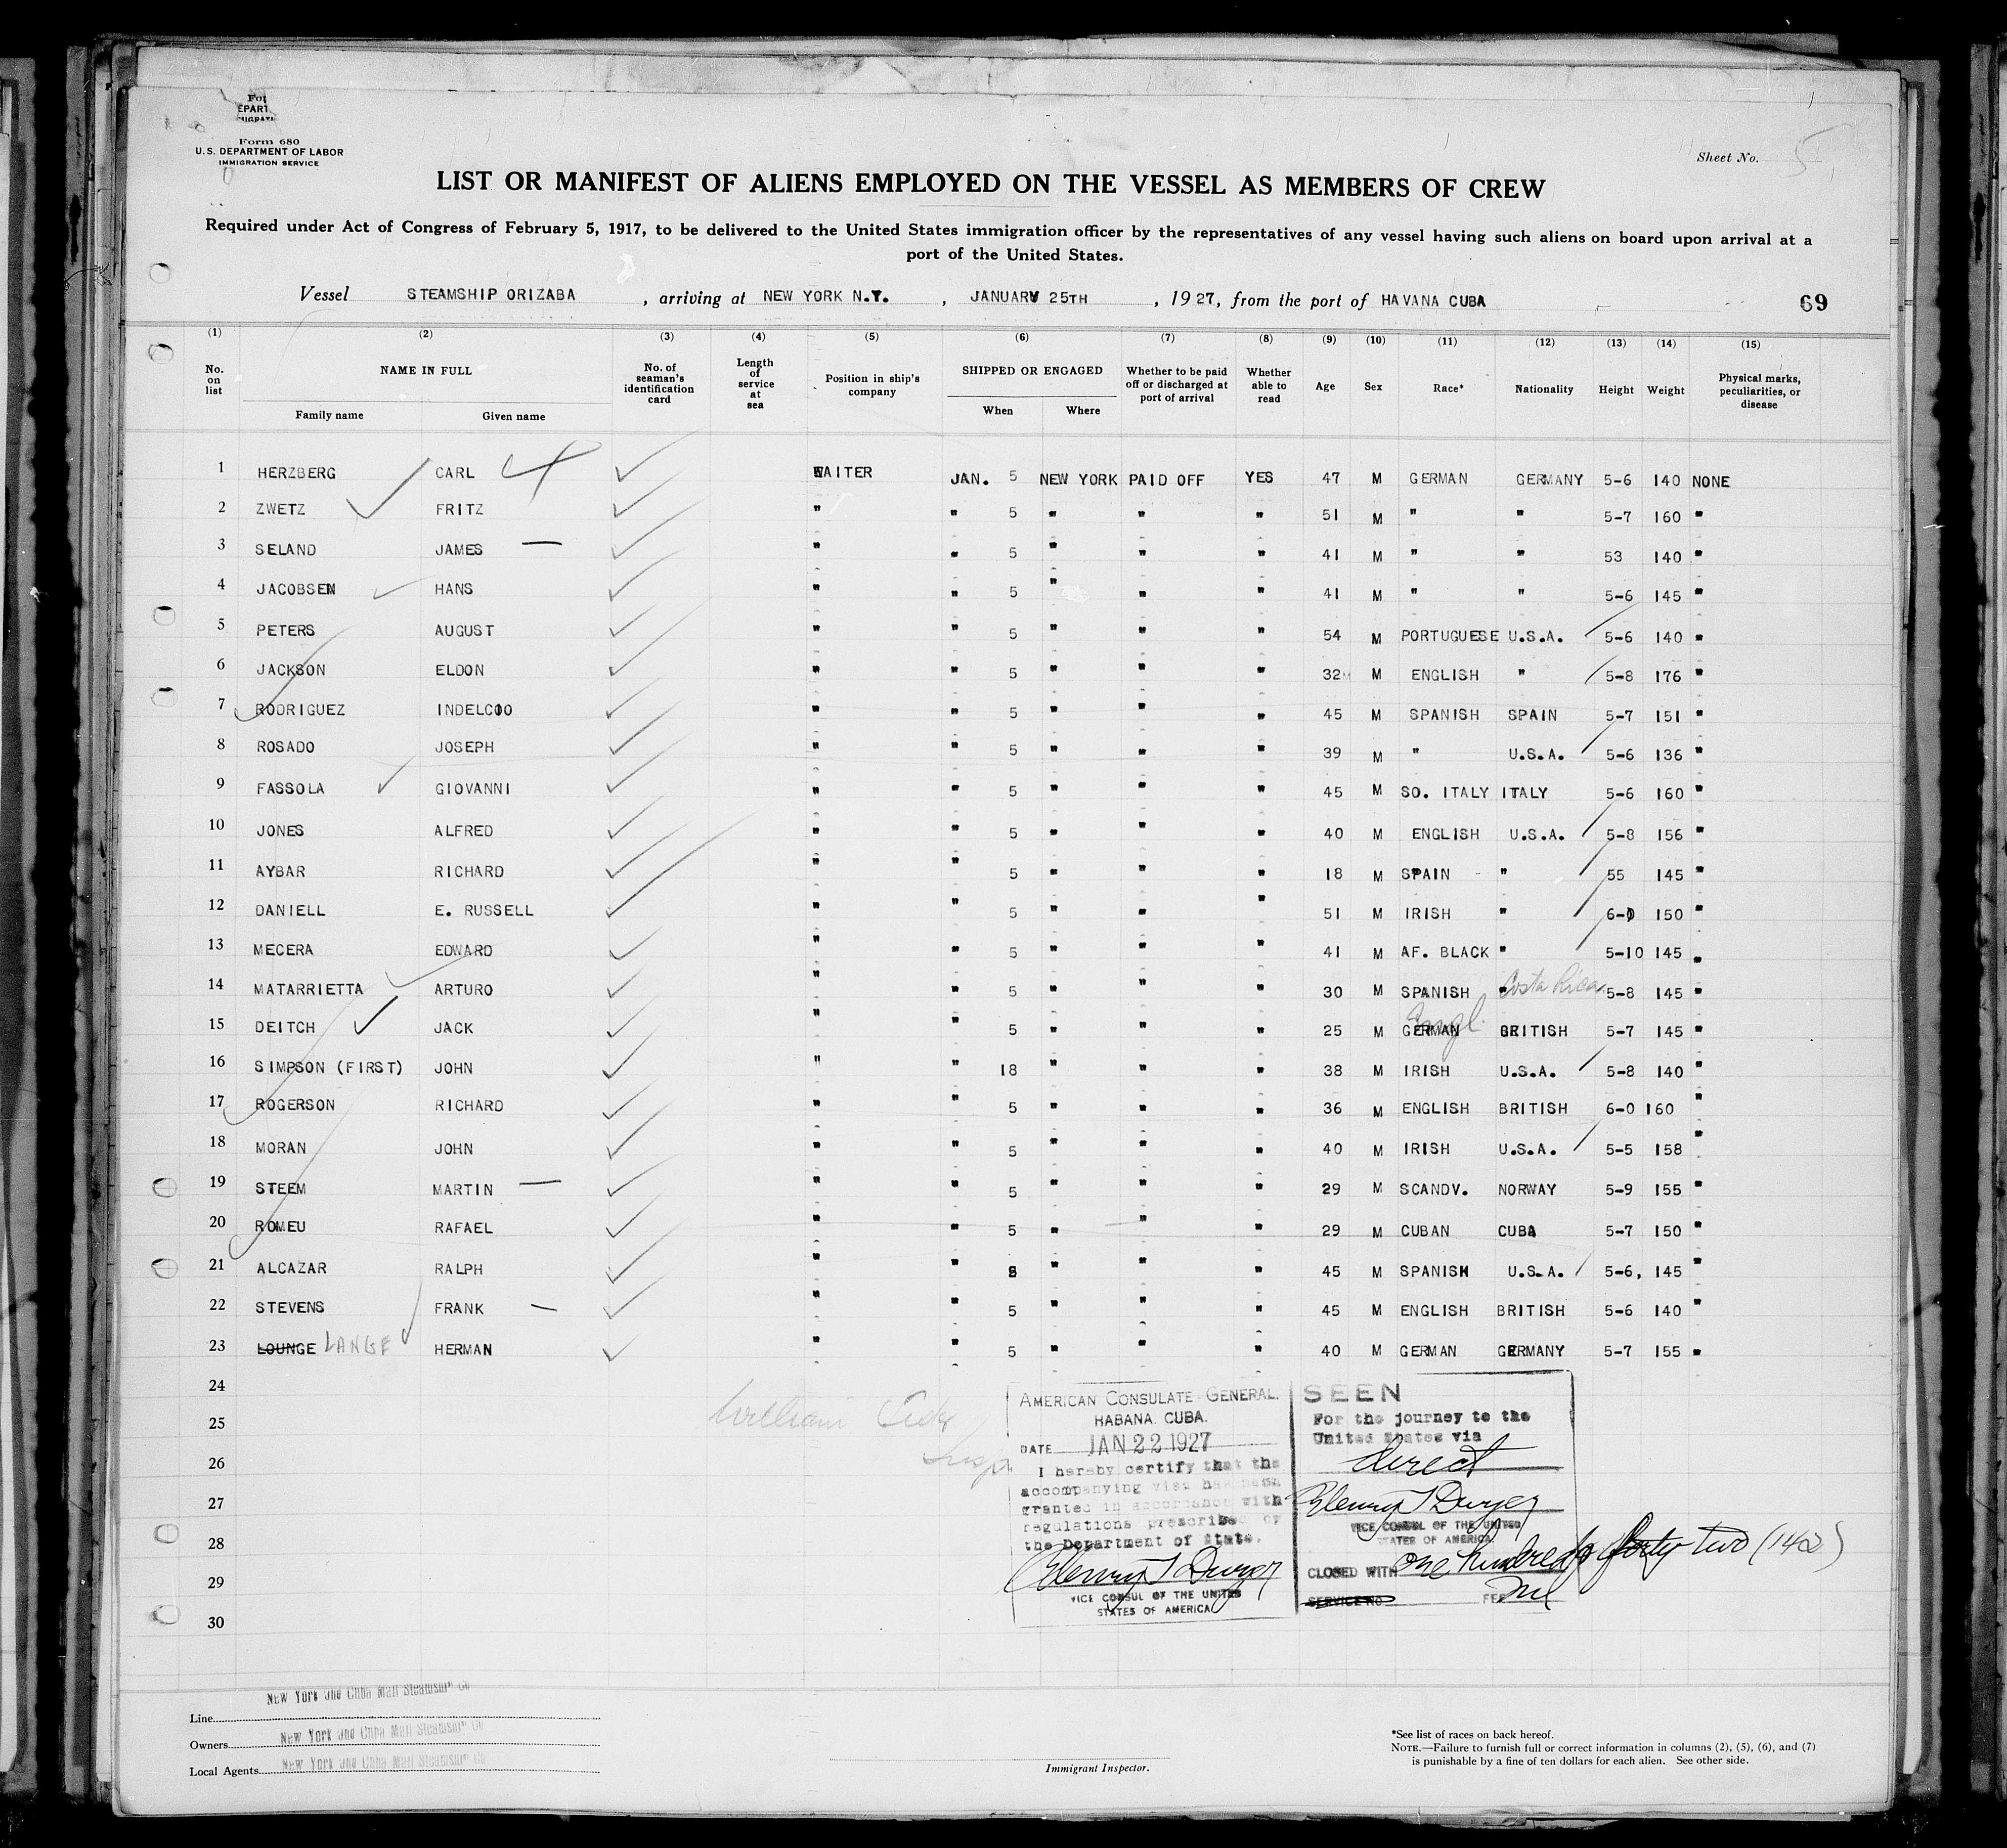 Form 680
U.S. DEPARTMENT OF LABOR
IMMIGRATION SERVICE
Sheet No. 5
LIST OR MANIFEST OF ALIENS EMPLOYED ON THE VESSEL AS MEMBERS OF CREW
Required under Act of Congress of February 5, 1917, to be delivered to the United States immigration officer by the representatives of any vessel having such aliens on board upon arrival at a
port of the United States.
Vessel STEAMSHIP ORIZABA , arriving at NEW YORK N.Y. , JANUARY 25TH , 1927, from the port of HAVANA CUBA 69
(1) (2) (3) (4) (5) (6) (7) (8) (9) (10) (11) (12) (13) (14) (15)
No. on list NAME IN FULL Family name Given name No. of seaman's identification card Length of service at sea Position in ship's company SHIPPED OR ENGAGED When Where Whether to be paid off or discharged at port of arrival Whether able to read Age Sex Race* Nationality Height Weight Physical marks, peculiarities, or disease
1 HERZBERG CARL WAITER JAN. 5 NEW YORK PAID OFF YES 47 M GERMAN GERMANY 5-6 140 NONE
2 ZWETZ FRITZ " " 5 " " " 51 M " " 5-7 160 "
3 SELAND JAMES " " 5 " " " 41 M " " 53 140 "
4 JACOBSEN HANS " " 5 " " " 41 M " " 5-6 145 "
5 PETERS AUGUST " " 5 " " " 54 M PORTUGUESE U.S.A. 5-6 140 "
6 JACKSON ELDON " " 5 " " " 32 M ENGLISH " 5-8 176 "
7 RODRIGUEZ INDELCOO " " 5 " " " 45 M SPANISH SPAIN 5-7 151 "
8 ROSADO JOSEPH " " 5 " " " 39 M " U.S.A. 5-6 136 "
9 FASSOLA GIOVANNI " " 5 " " " 45 M SO. ITALY ITALY 5-6 160 "
10 JONES ALFRED " " 5 " " " 40 M ENGLISH U.S.A. 5-8 156 "
11 AYBAR RICHARD " " 5 " " " 18 M SPAIN " 55 145 "
12 DANIELL E. RUSSELL " " 5 " " " 51 M IRISH " 6-0 150 "
13 MECERA EDWARD " " 5 " " " 41 M AF. BLACK " 5-10 145 "
14 MATARRIETTA ARTURO " " 5 " " " 30 M SPANISH " Costa Rica 5-8 145 "
15 DEITCH JACK " " 5 " " " 25 M GERMAN Engl. BRITISH 5-7 145 "
16 SIMPSON (FIRST) JOHN " " 18 " " " 38 M IRISH U.S.A. 5-8 140 "
17 ROGERSON RICHARD " " 5 " " " 36 M ENGLISH BRITISH 6-0 160 "
18 MORAN JOHN " " 5 " " " 40 M IRISH U.S.A. 5-5 158 "
19 STEEM MARTIN " " 5 " " " 29 M SCANDV. NORWAY 5-9 155 "
20 ROMEU RAFAEL " " 5 " " " 29 M CUBAN CUBA 5-7 150 "
21 ALCAZAR RALPH " " 5 " " " 45 M SPANISH U.S.A. 5-6, 145 "
22 STEVENS FRANK " " 5 " " " 45 M ENGLISH BRITISH 5-6 140 "
23 LOUNGE LANGE HERMAN " " 5 " " " 40 M GERMAN GERMANY 5-7 155 "
24
25
26
27
28
29
30
William
AMERICAN CONSULATE GENERAL.
HABANA. CUBA.
DATE JAN 22 1927
I hereby certify that the
accompanying visa has been
granted in accordance with
regulations prescribed by
the Department of State.
Henry T Dwyer
VICE CONSUL OF THE UNITED
STATES OF AMERICA
SEEN
For the journey to the
United States via
direct
Henry T Dwyer
VICE CONSUL OF THE UNITED
STATES OF AMERICA.
CLOSED WITH one hundred forty two (142)
SERVICE NO FEE
Line New York and Cuba Mail Steamship Co
Owners New York and Cuba Mail Steamship Co
Local Agents New York and Cuba Mail Steamship Co
Immigrant Inspector.
*See list of races on back hereof.
NOTE.—Failure to furnish full or correct information in columns (2), (5), (6), and (7)
is punishable by a fine of ten dollars for each alien. See other side.